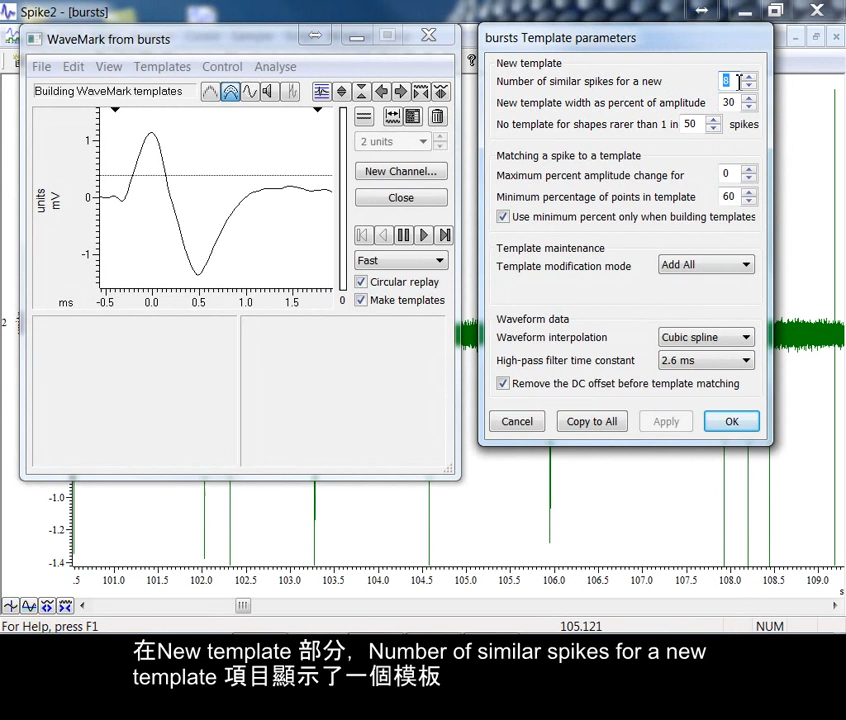 Spike2 - [bursts]
WaveMark from bursts
File Edit View Templates Control Analyse
Building WaveMark templates
1
0
-1
units
mV
ms
-0.5 0.0 0.5 1.0 1.5
0
2 units
New Channel...
Close
Fast
Circular replay
Make templates
bursts Template parameters
New template
Number of similar spikes for a new 8
New template width as percent of amplitude 30
No template for shapes rarer than 1 in 50 spikes
Matching a spike to a template
Maximum percent amplitude change for 0
Minimum percentage of points in template 60
Use minimum percent only when building templates
Template maintenance
Template modification mode Add All
Waveform data
Waveform interpolation Cubic spline
High-pass filter time constant 2.6 ms
Remove the DC offset before template matching
Cancel Copy to All Apply OK
2
-1.0
-1.2
-1.4
.5 101.0 101.5 102.0 102.5 103.0 103.5 104.0 104.5 105.0 105.5 106.0 106.5 107.0 107.5 108.0 108.5 109.0
s
For Help, press F1 105.121 NUM
在New template 部分，Number of similar spikes for a new
template 項目顯示了一個模板